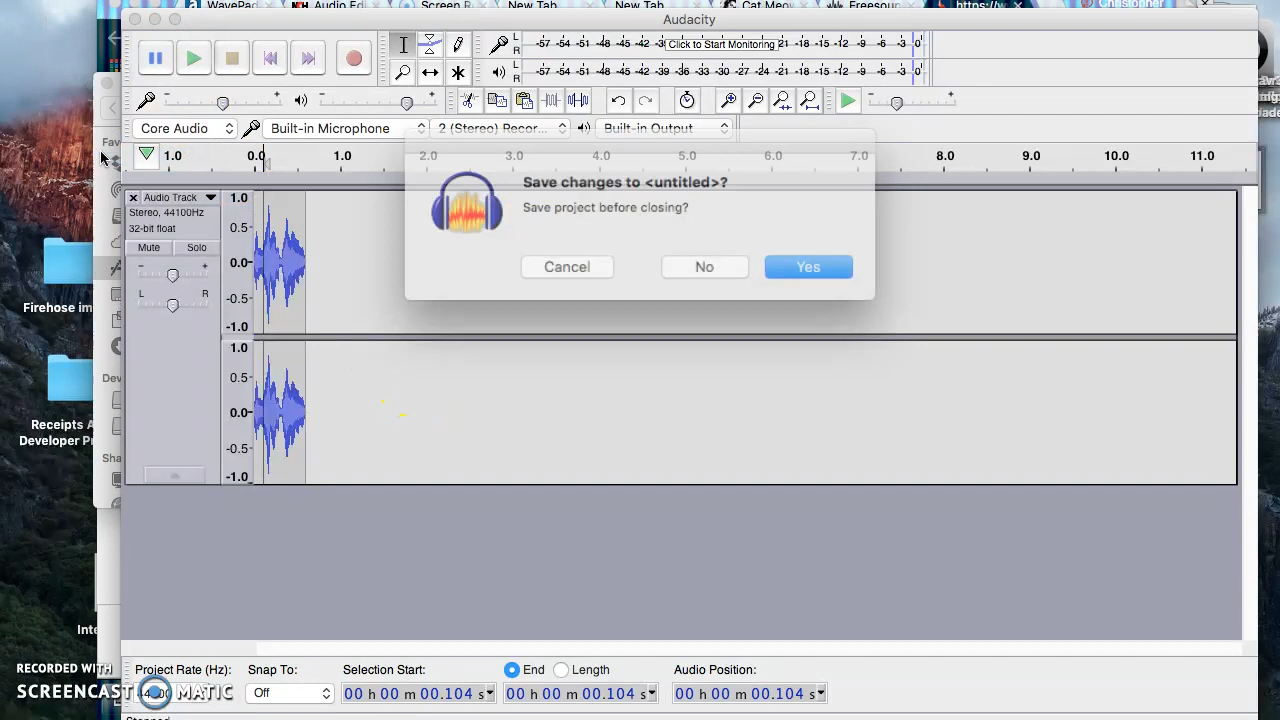 WavePad
Audio Edi
Screen R
New Tab
New Tab
Cat Meo
Freesoun
https://w
Christopher
Audacity
L
R
-57 -54 -51 -48 -45 -42 -3 Click to Start Monitoring 21 -18 -15 -12 -9 -6 -3 0
L
R
-57 -54 -51 -48 -45 -42 -39 -36 -33 -30 -27 -24 -21 -18 -15 -12 -9 -6 -3 0
Core Audio
Built-in Microphone
2 (Stereo) Recor...
Built-in Output
Fav
1.0 0.0 1.0 2.0 3.0 4.0 5.0 6.0 7.0 8.0 9.0 10.0 11.0
Save changes to <untitled>?
Save project before closing?
Cancel
No
Yes
Audio Track
Stereo, 44100Hz
32-bit float
Mute
Solo
- +
L R
1.0
0.5
0.0
-0.5
-1.0
1.0
0.5
0.0
-0.5
-1.0
Firehose im
Dev
Receipts A
Developer Pr
Sha
Inte
RECORDED WITH
SCREENCAST MATIC
Project Rate (Hz):
Snap To:
Off
Selection Start:
End
Length
Audio Position:
00 h 00 m 00.104 s
00 h 00 m 00.104 s
00 h 00 m 00.104 s